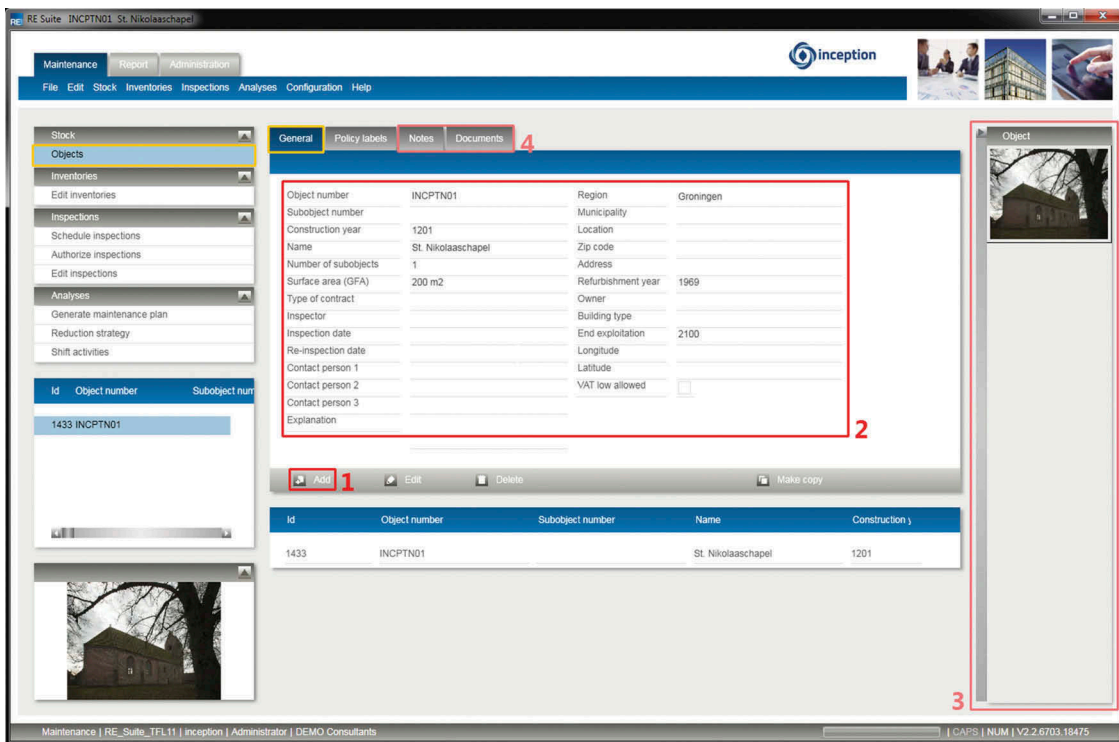 RE Suite INCPTN01 St. Nikolaaschapel
Maintenance Report Administration
inception
File Edit Stock Inventories Inspections Analyses Configuration Help
Stock
Objects
Inventories
Edit inventories
Inspections
Schedule inspections
Authorize inspections
Edit inspections
Analyses
Generate maintenance plan
Reduction strategy
Shift activities
Id Object number Subobject num
1433 INCPTN01
General Policy labels Notes Documents 4
Object number INCPTN01 Region Groningen
Subobject number Municipality
Construction year 1201 Location
Name St. Nikolaaschapel Zip code
Number of subobjects 1 Address
Surface area (GFA) 200 m2 Refurbishment year 1969
Type of contract Owner
Inspector Building type
Inspection date End exploitation 2100
Re-inspection date Longitude
Contact person 1 Latitude
Contact person 2 VAT low allowed
Contact person 3
Explanation
2
Add 1 Edit Delete Make copy
Id Object number Subobject number Name Construction y
1433 INCPTN01 St. Nikolaaschapel 1201
Object
3
Maintenance | RE_Suite_TFL11 | inception | Administrator | DEMO Consultants | CAPS | NUM | V2.2.6703.18475